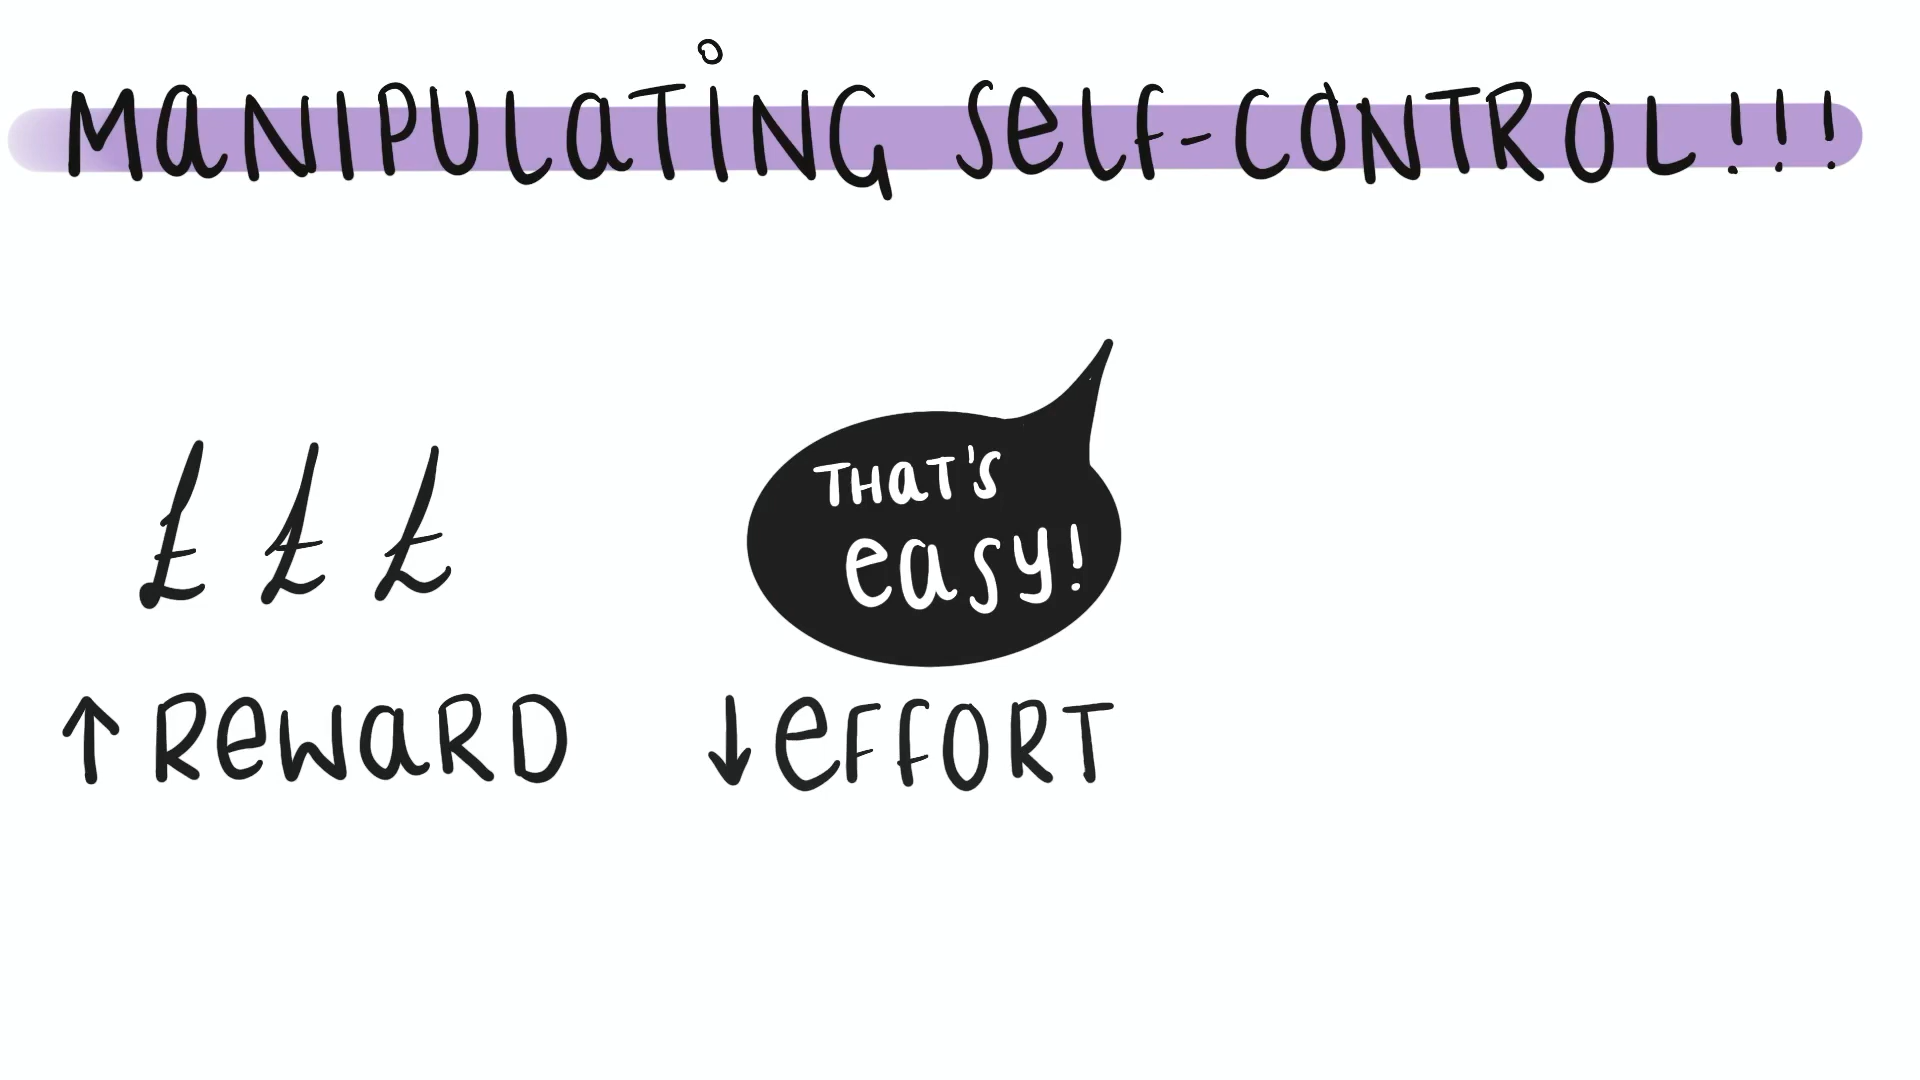 MANIPULATING SELF-CONTROL!!!
£ £ £
THAT'S
easy!
↑ REWARD
↓ EFFORT